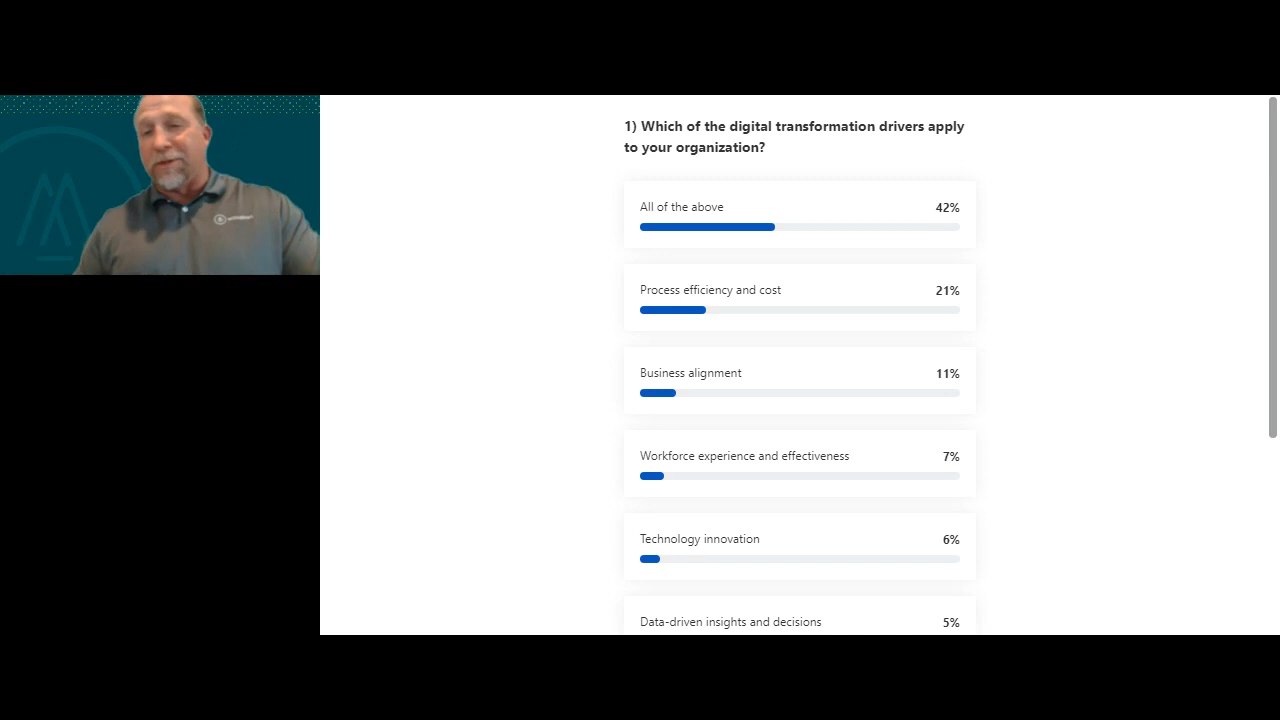 1) Which of the digital transformation drivers apply
to your organization?
All of the above 42%
Process efficiency and cost 21%
Business alignment 11%
Workforce experience and effectiveness 7%
Technology innovation 6%
Data-driven insights and decisions 5%